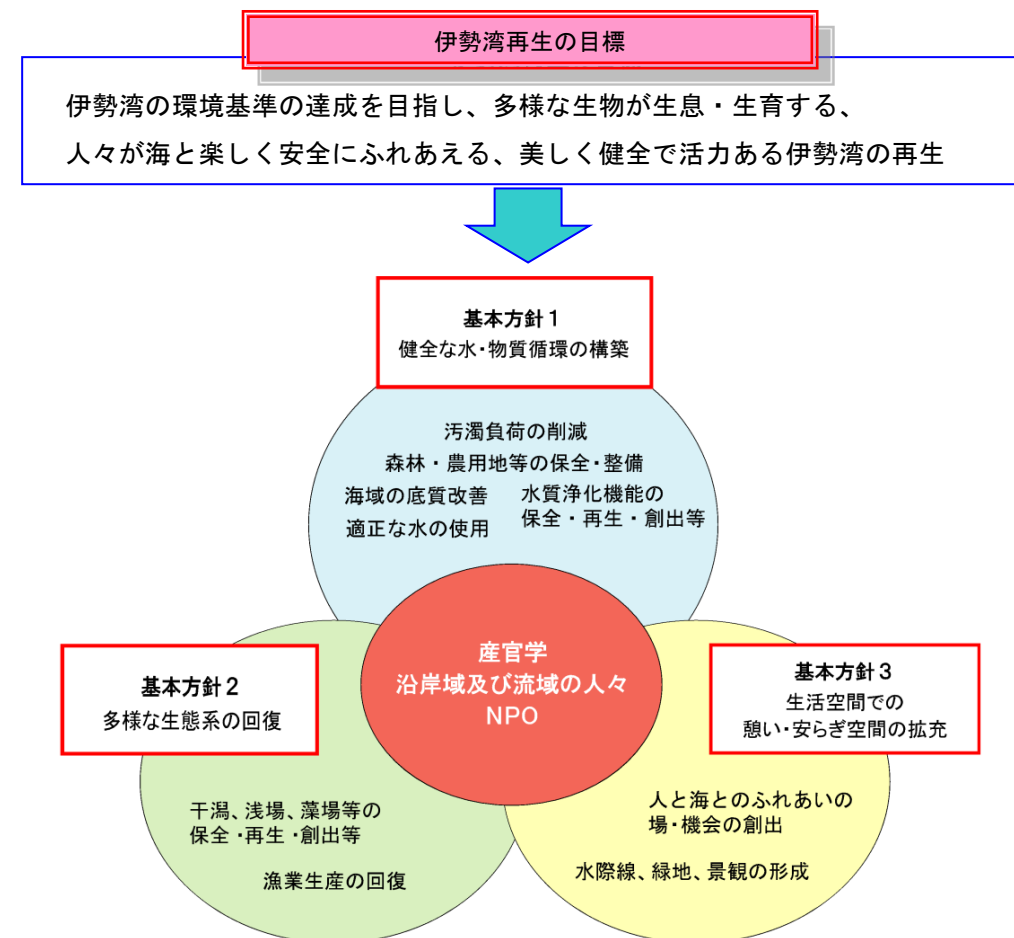 伊勢湾再生の目標
伊勢湾の環境基準の達成を目指し、多様な生物が生息・生育する、
人々が海と楽しく安全にふれあえる、美しく健全で活力ある伊勢湾の再生
基本方針１
健全な水・物質循環の構築
汚濁負荷の削減
森林・農用地等の保全・整備
海域の底質改善
適正な水の使用
水質浄化機能の
保全・再生・創出等
産官学
沿岸域及び流域の人々
NPO
基本方針２
多様な生態系の回復
干潟、浅場、藻場等の
保全・再生・創出等
漁業生産の回復
基本方針３
生活空間での
憩い・安らぎ空間の拡充
人と海とのふれあいの
場・機会の創出
水際線、緑地、景観の形成